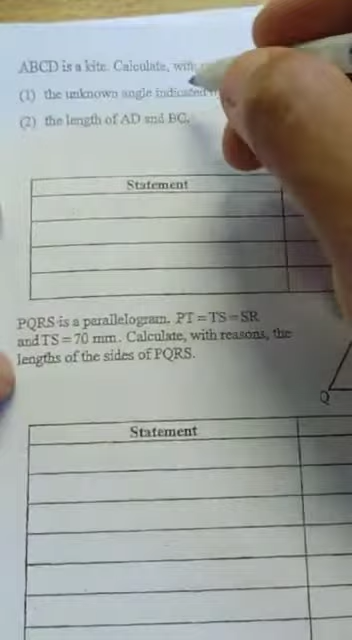 ABCD is a kite. Calculate, with
(1) the unknown angle indicated
(2) the length of AD and BC.
Statement
PQRS is a parallelogram. PT = TS = SR
and TS = 70 mm. Calculate, with reasons, the
lengths of the sides of PQRS.
Q
Statement